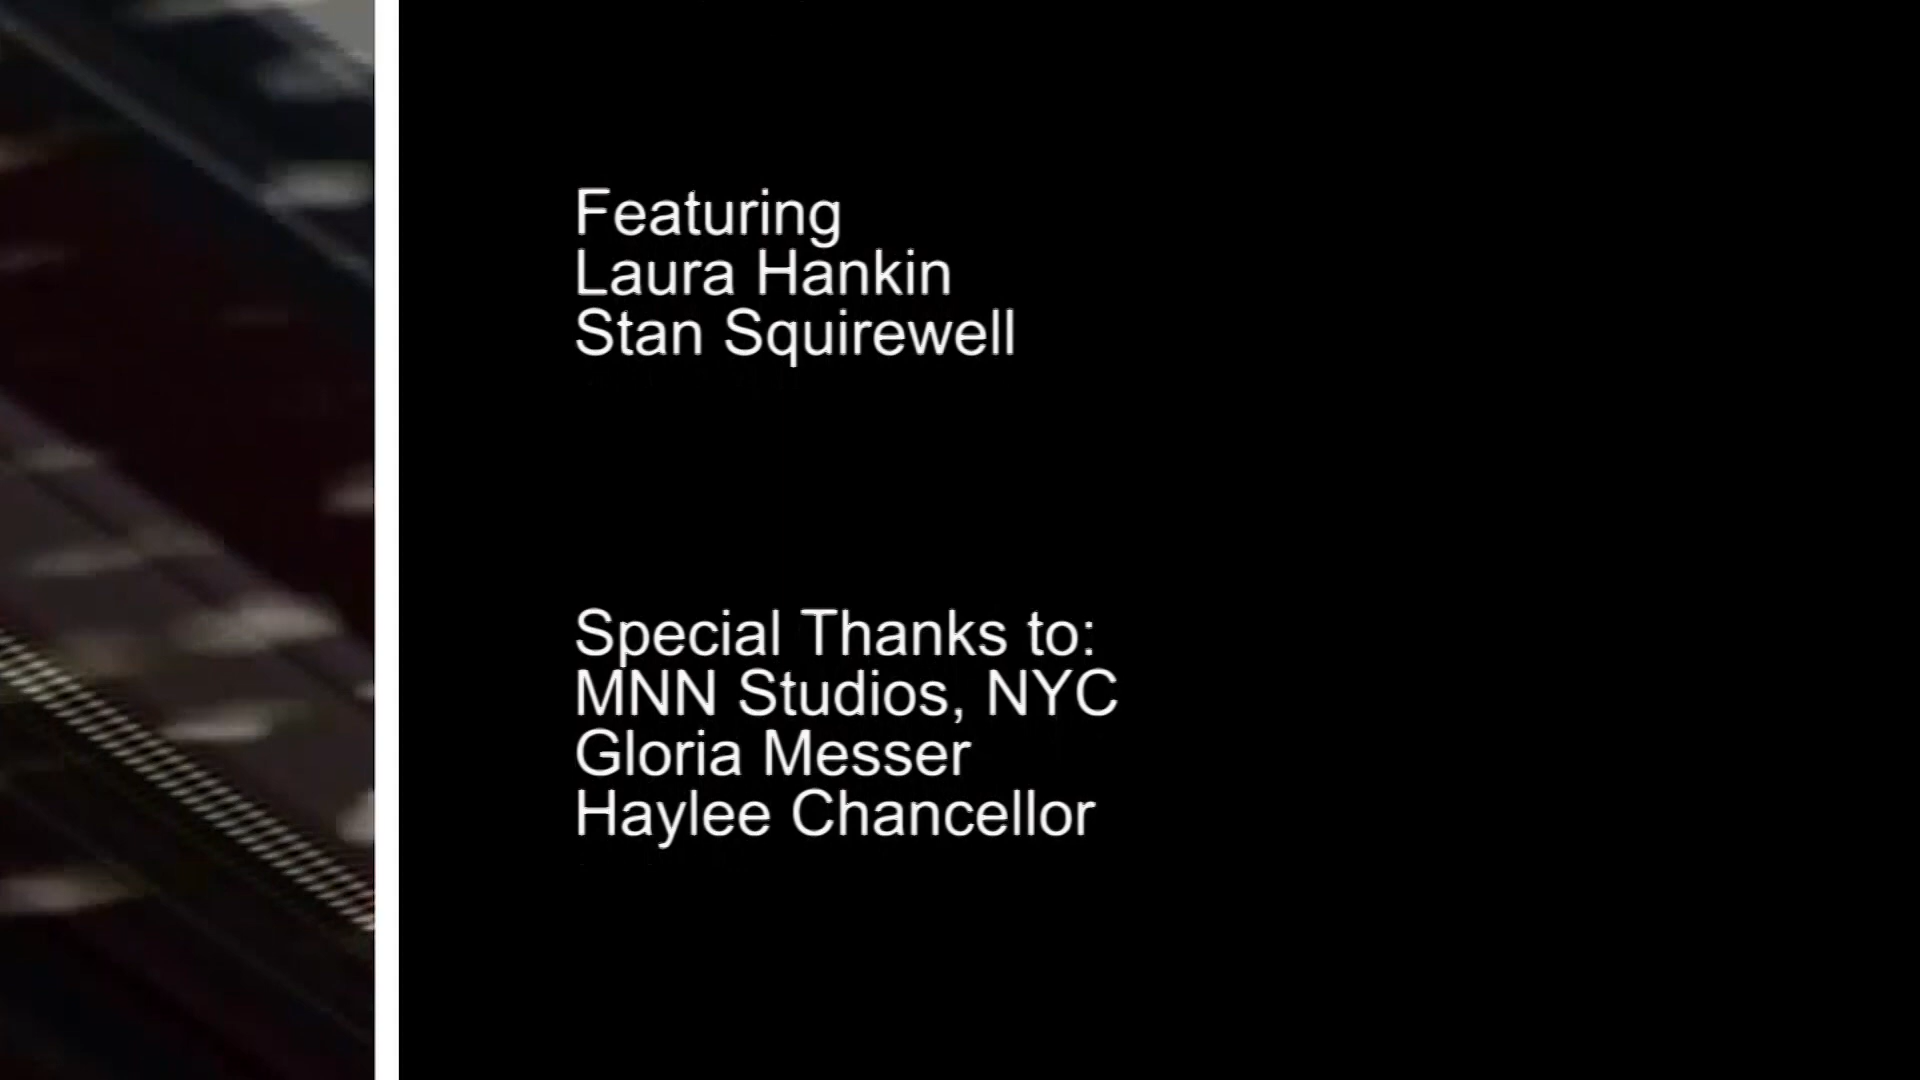 Featuring
Laura Hankin
Stan Squirewell
Special Thanks to:
MNN Studios, NYC
Gloria Messer
Haylee Chancellor